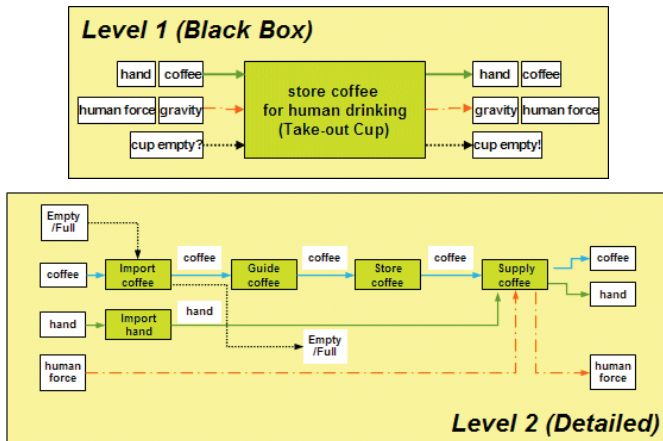 Level 1 (Black Box)
hand coffee
hand coffee
store coffee
for human drinking
(Take-out Cup)
human force gravity
gravity human force
cup empty?
cup empty!
Empty
/Full
coffee
Import
coffee
coffee
Guide
coffee
coffee
Store
coffee
coffee
Supply
coffee
coffee
hand
hand
Import
hand
hand
Empty
/Full
human
force
human
force
Level 2 (Detailed)